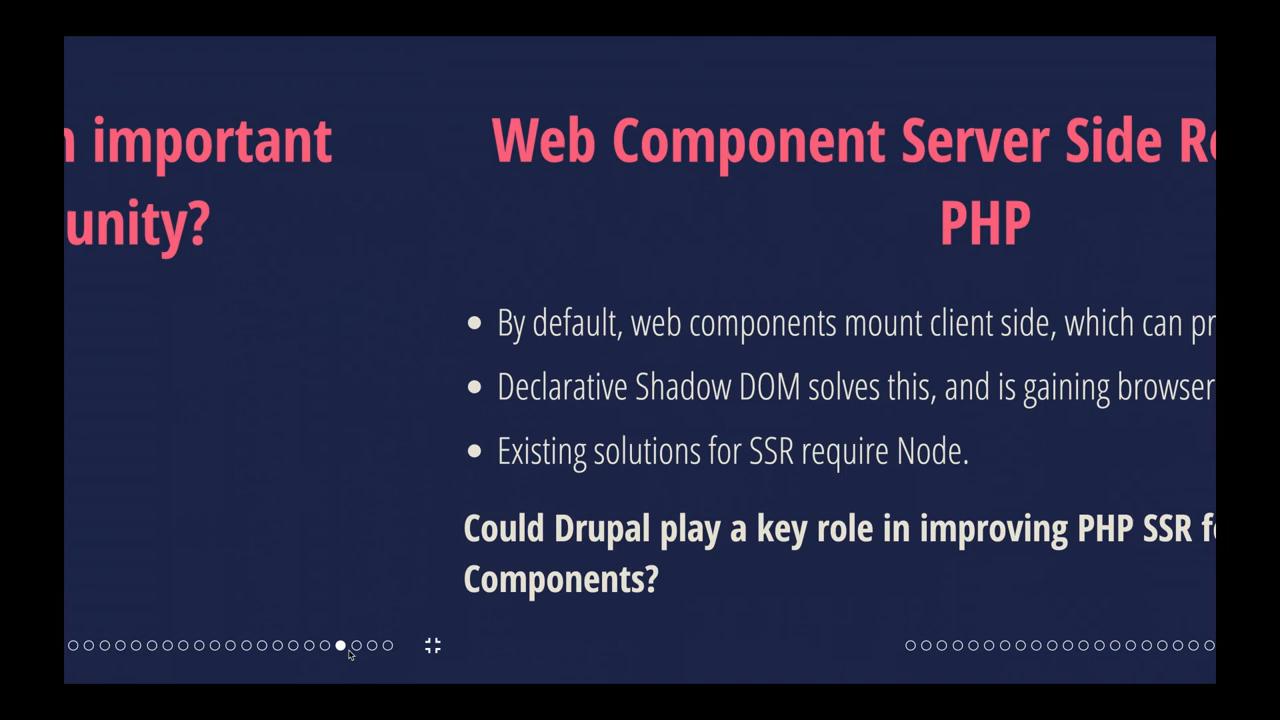 important
unity?
Web Component Server Side
PHP
• By default, web components mount client side, which can
• Declarative Shadow DOM solves this, and is gaining browser
• Existing solutions for SSR require Node.
Could Drupal play a key role in improving PHP SSR
Components?